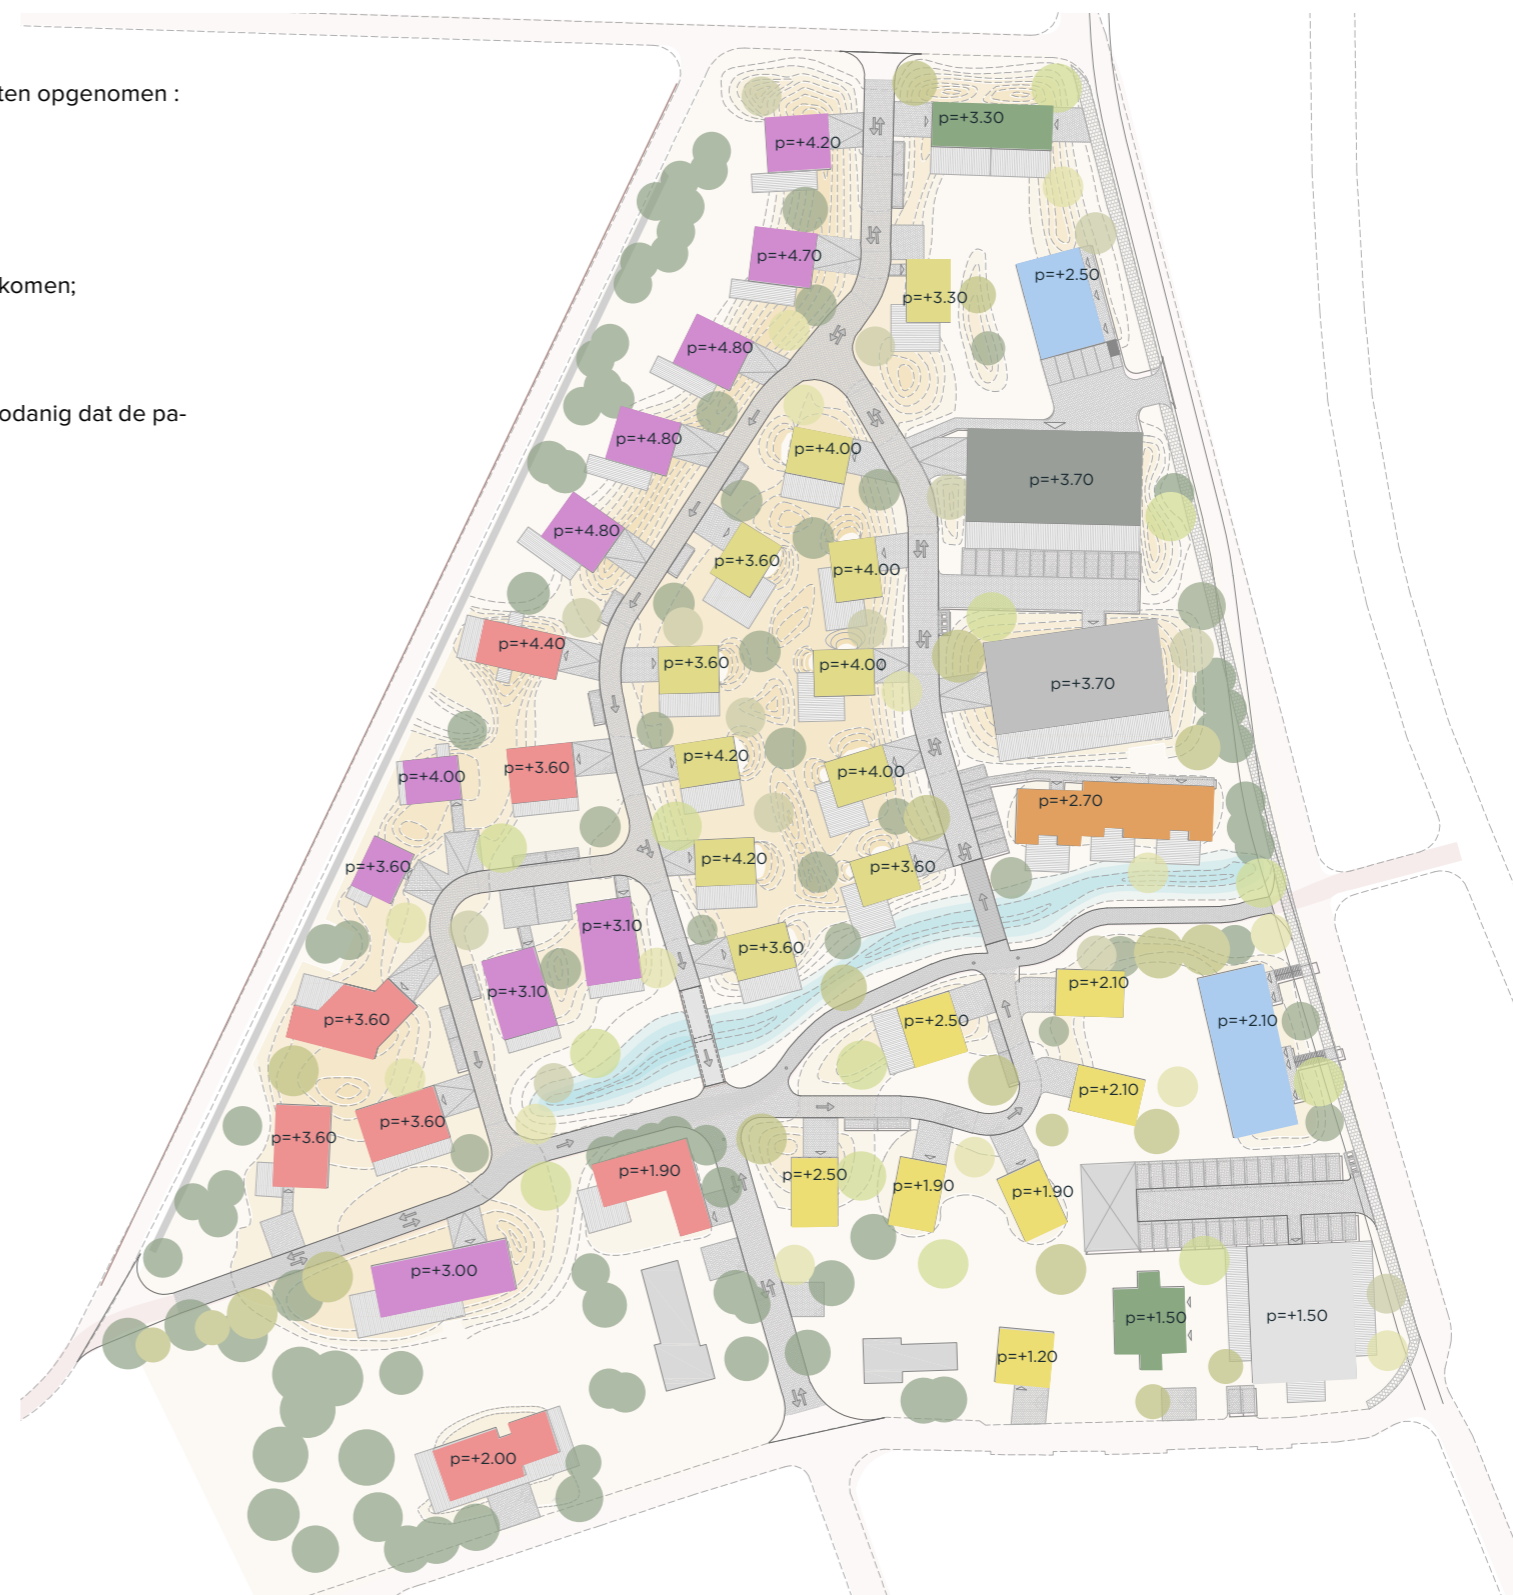 ten opgenomen :
komen;
odanig dat de pa-
p=+3.30
p=+4.20
p=+4.70
p=+2.50
p=+3.30
p=+4.80
p=+4.80
p=+4.00
p=+3.70
p=+4.80
p=+3.60
p=+4.00
p=+4.40
p=+3.60
p=+4.00
p=+3.70
p=+4.20
p=+3.60
p=+4.00
p=+4.00
p=+2.70
p=+4.20
p=+3.60
p=+3.60
p=+3.10
p=+3.60
p=+2.10
p=+3.10
p=+3.60
p=+2.50
p=+2.10
p=+2.10
p=+3.60
p=+3.60
p=+1.90
p=+2.50
p=+1.90
p=+1.90
p=+3.00
p=+1.50
p=+1.50
p=+1.20
p=+2.00